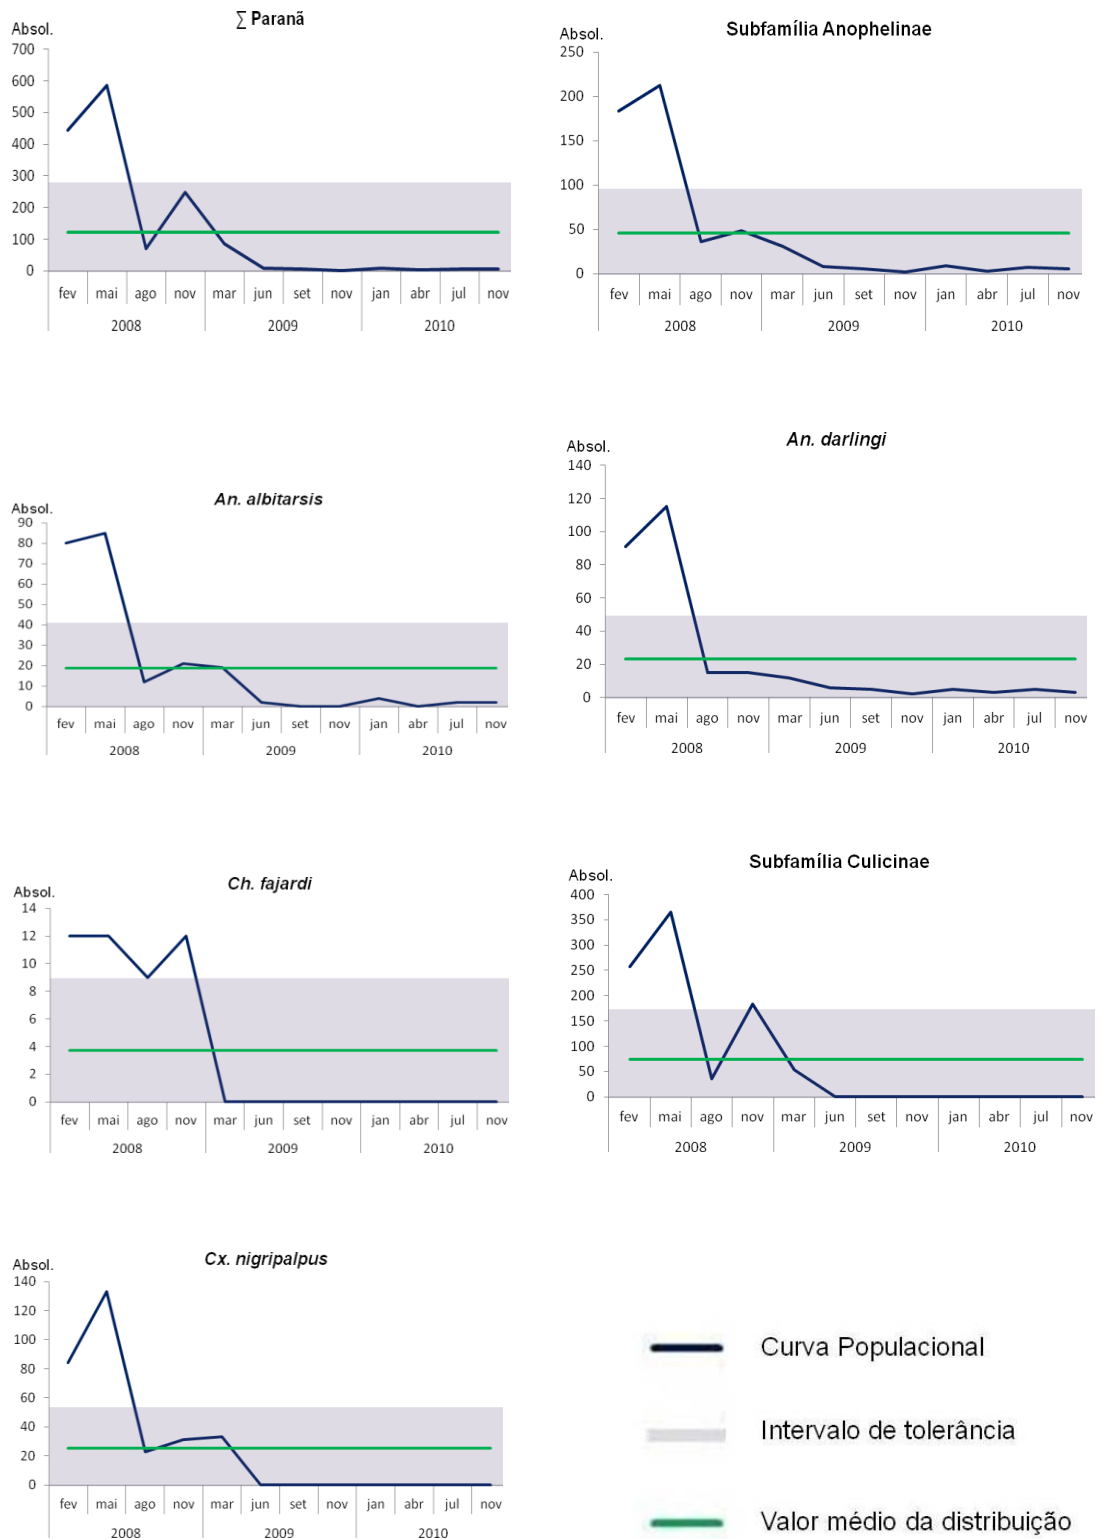 ∑ Paranã
Absol.
700
600
500
400
300
200
100
0
fev mai ago nov mar jun set nov jan abr jul nov
2008 2009 2010
Subfamília Anophelinae
Absol.
250
200
150
100
50
0
fev mai ago nov mar jun set nov jan abr jul nov
2008 2009 2010
An. albitarsis
Absol.
90
80
70
60
50
40
30
20
10
0
fev mai ago nov mar jun set nov jan abr jul nov
2008 2009 2010
An. darlingi
Absol.
140
120
100
80
60
40
20
0
fev mai ago nov mar jun set nov jan abr jul nov
2008 2009 2010
Ch. fajardi
Absol.
14
12
10
8
6
4
2
0
fev mai ago nov mar jun set nov jan abr jul nov
2008 2009 2010
Subfamília Culicinae
Absol.
400
350
300
250
200
150
100
50
0
fev mai ago nov mar jun set nov jan abr jul nov
2008 2009 2010
Cx. nigripalpus
Absol.
140
120
100
80
60
40
20
0
fev mai ago nov mar jun set nov jan abr jul nov
2008 2009 2010
Curva Populacional
Intervalo de tolerância
Valor médio da distribuição